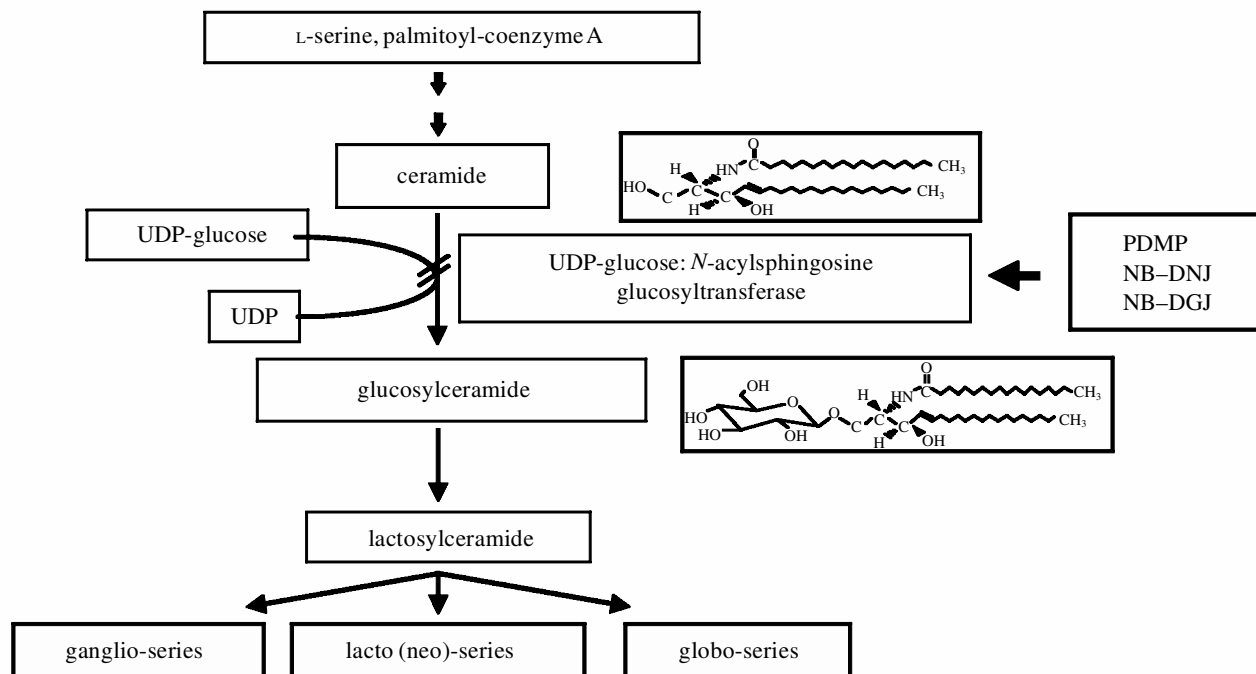 L-serine, palmitoyl-coenzyme A
ceramide
O
H HN C CH3
HO C C C CH3
H OH
UDP-glucose
UDP
UDP-glucose: N-acylsphingosine
glucosyltransferase
PDMP
NB–DNJ
NB–DGJ
glucosylceramide
O
OH H HN C CH3
HO O O C C C CH3
HO OH H OH
lactosylceramide
ganglio-series
lacto (neo)-series
globo-series